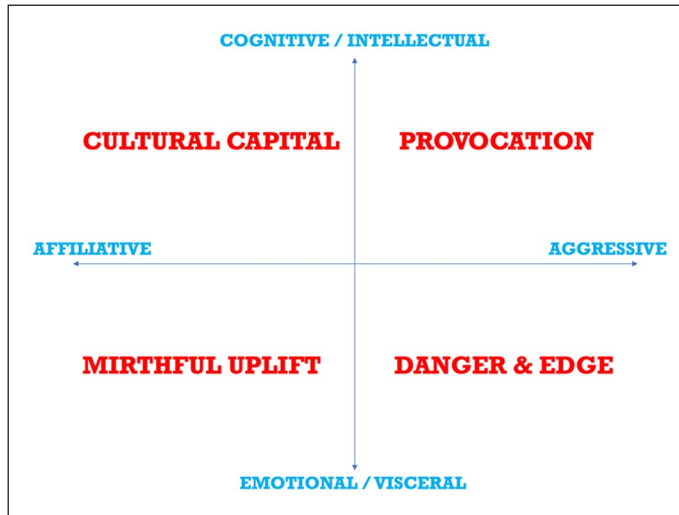 COGNITIVE / INTELLECTUAL
CULTURAL CAPITAL
PROVOCATION
AFFILIATIVE
AGGRESSIVE
MIRTHFUL UPLIFT
DANGER & EDGE
EMOTIONAL / VISCERAL